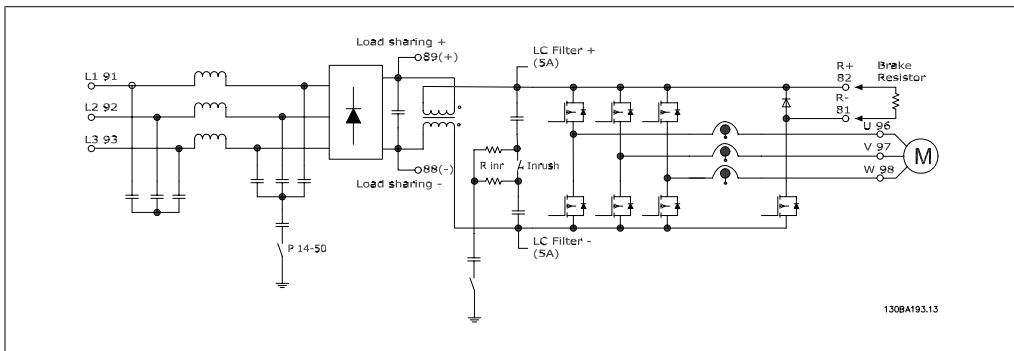 Load sharing +
89(+)
LC Filter +
(5A)
R+
82
Brake
Resistor
L1 91
L2 92
R-
81
U 96
L3 93
V 97
R inr
Inrush
M
88(-)
W 98
Load sharing -
LC Filter -
(5A)
P 14-50
130BA193.13